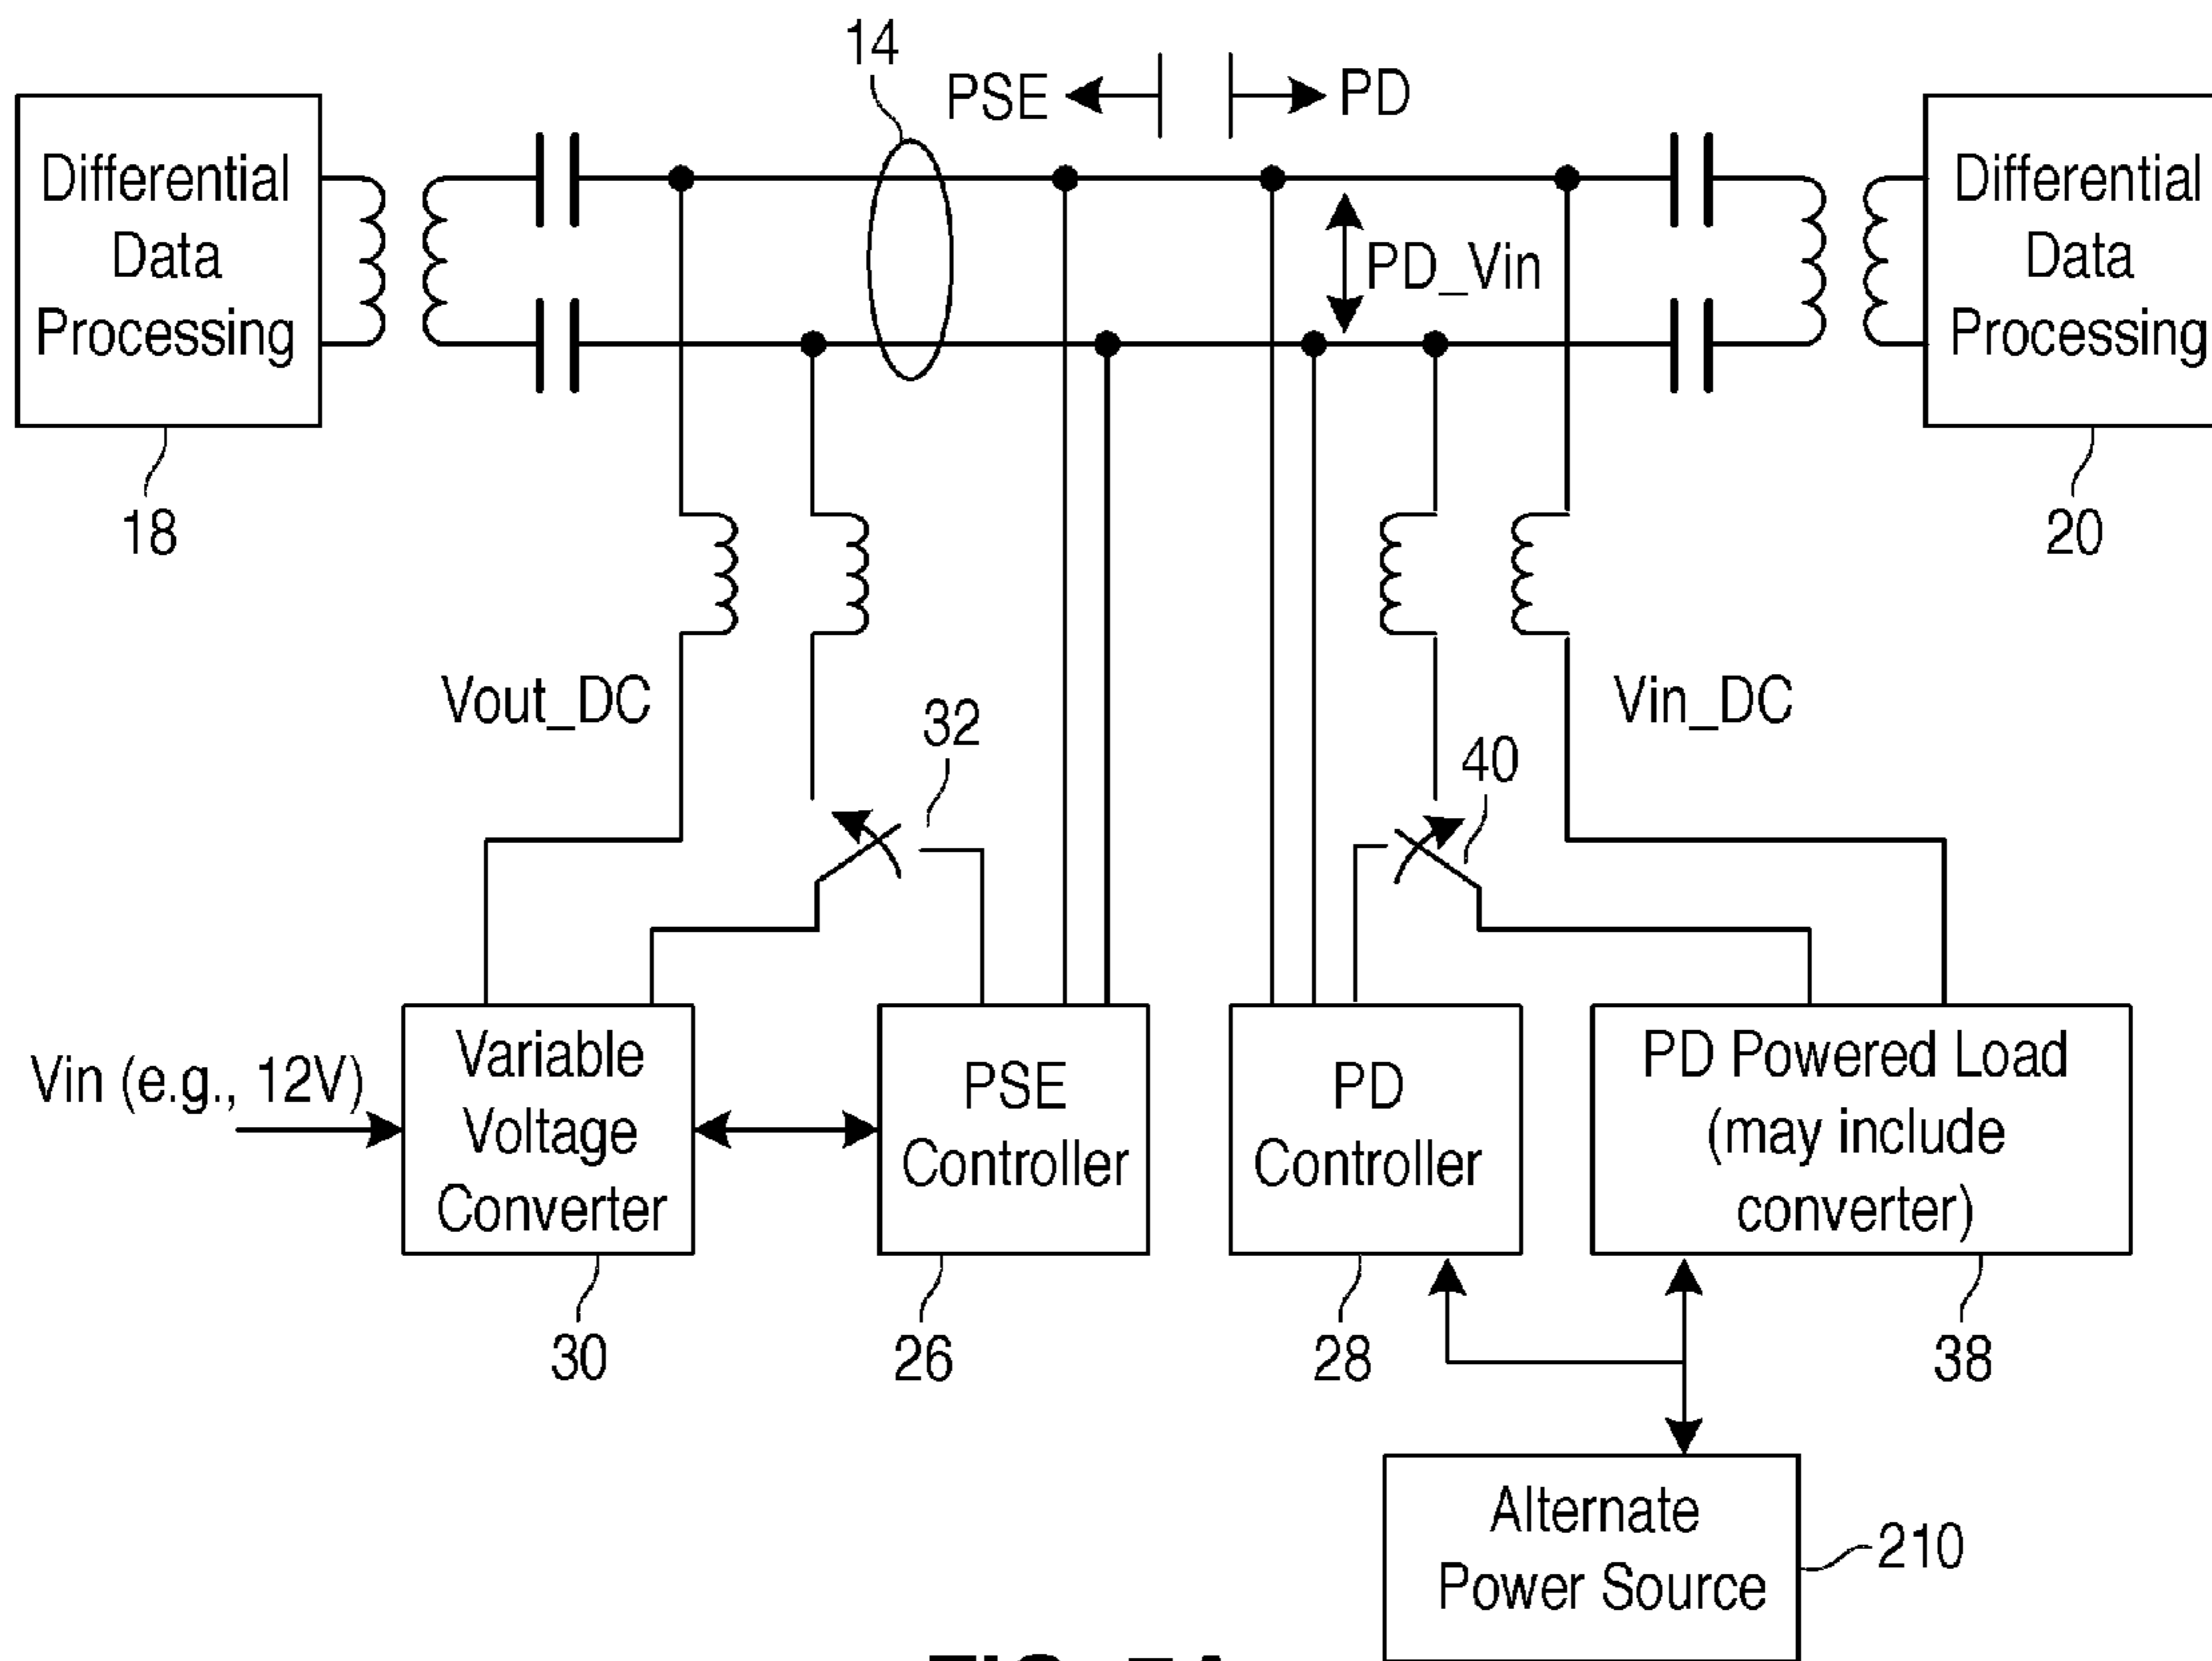 14
PSE
PD
Differential
Data
Processing
18
PD_Vin
Differential
Data
Processing
20
Vout_DC
32
Vin_DC
40
Vin (e.g., 12V)
Variable
Voltage
Converter
30
PSE
Controller
26
PD
Controller
28
PD Powered Load
(may include
converter)
38
Alternate
Power Source
210